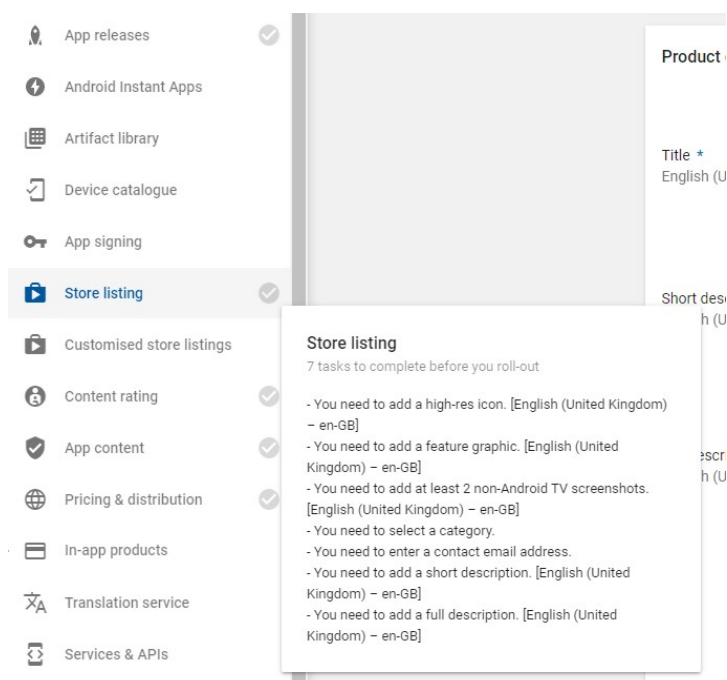 App releases
Android Instant Apps
Artifact library
Device catalogue
App signing
Store listing
Customised store listings
Content rating
App content
Pricing & distribution
In-app products
Translation service
Services & APIs
Product
Title *
English (U
Short des
h (U
escri
h (U
Store listing
7 tasks to complete before you roll-out
- You need to add a high-res icon. [English (United Kingdom)
– en-GB]
- You need to add a feature graphic. [English (United
Kingdom) – en-GB]
- You need to add at least 2 non-Android TV screenshots.
[English (United Kingdom) – en-GB]
- You need to select a category.
- You need to enter a contact email address.
- You need to add a short description. [English (United
Kingdom) – en-GB]
- You need to add a full description. [English (United
Kingdom) – en-GB]